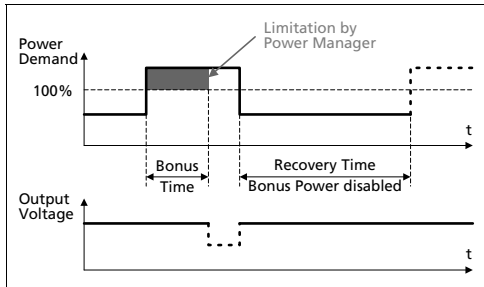 Limitation by
Power Manager
Power
Demand
100%
t
Bonus
Time
Recovery Time
Bonus Power disabled
Output
Voltage
t